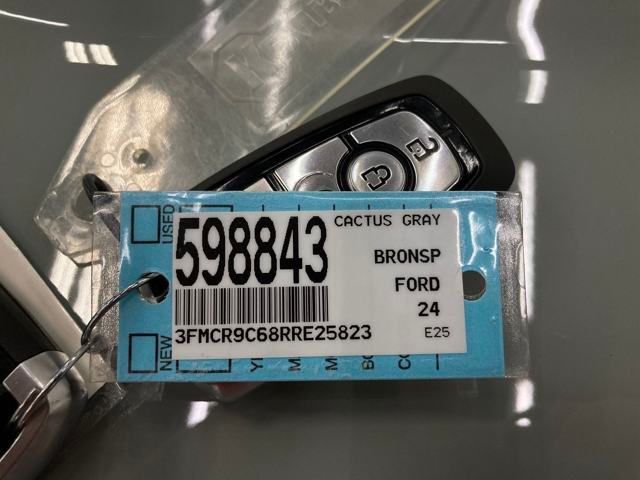 598843
CACTUS GRAY
BRONSP
FORD
24
3FMCR9C68RRE25823
E25
USED
NEW